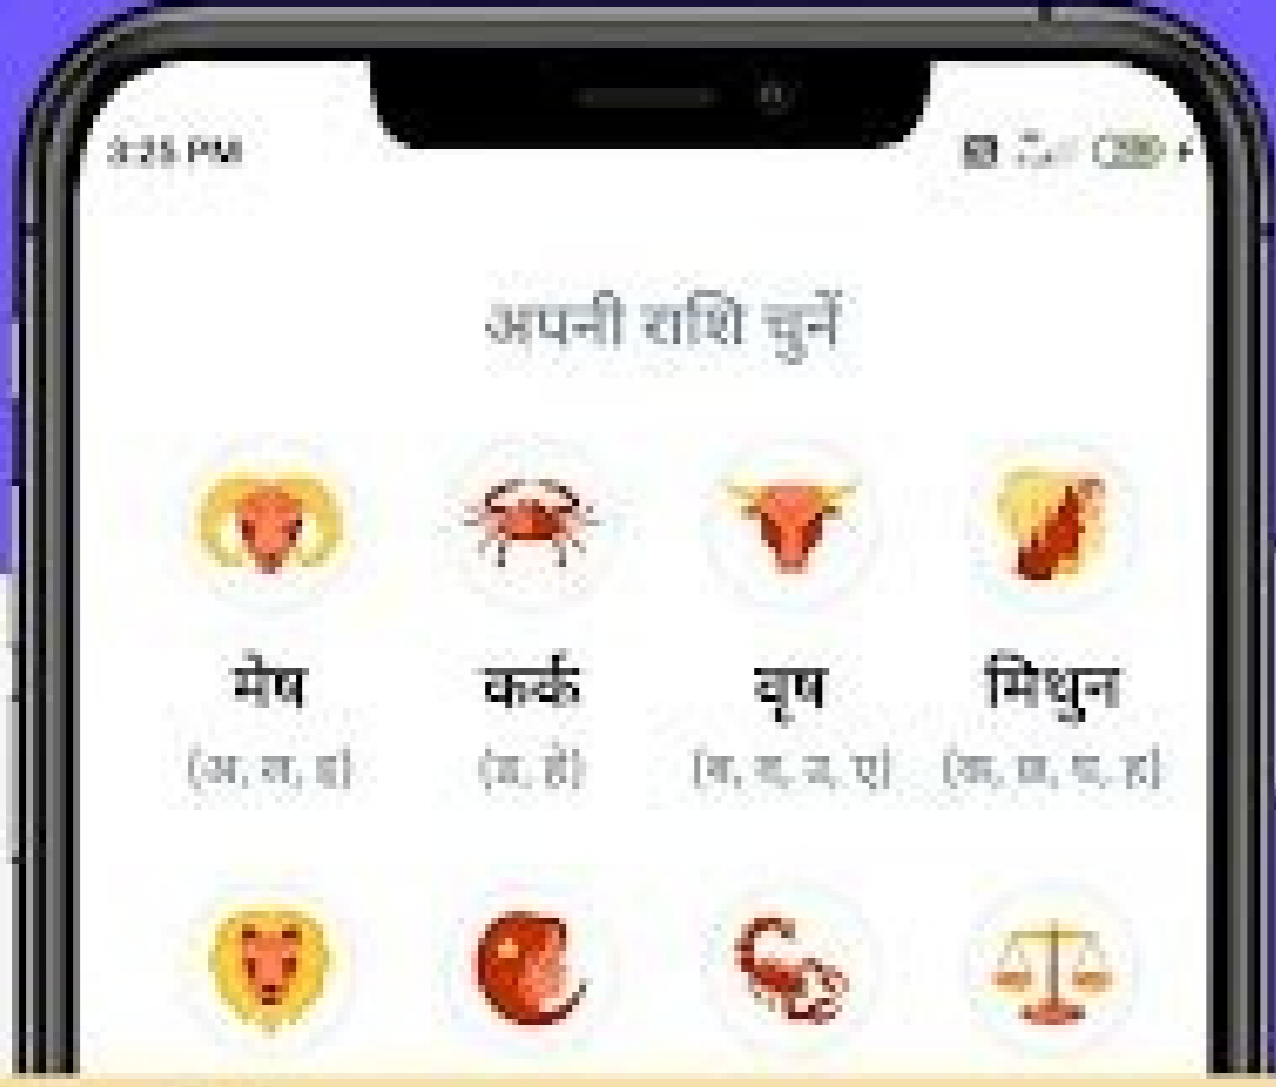 3:25 PM
अपनी राशि चुनें
मेष कर्क वृष मिथुन
(अ, ल, इ) (ड, हे) (ब, व, उ, ए) (क, छ, घ, ह)